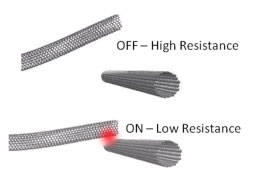 OFF – High Resistance
ON – Low Resistance